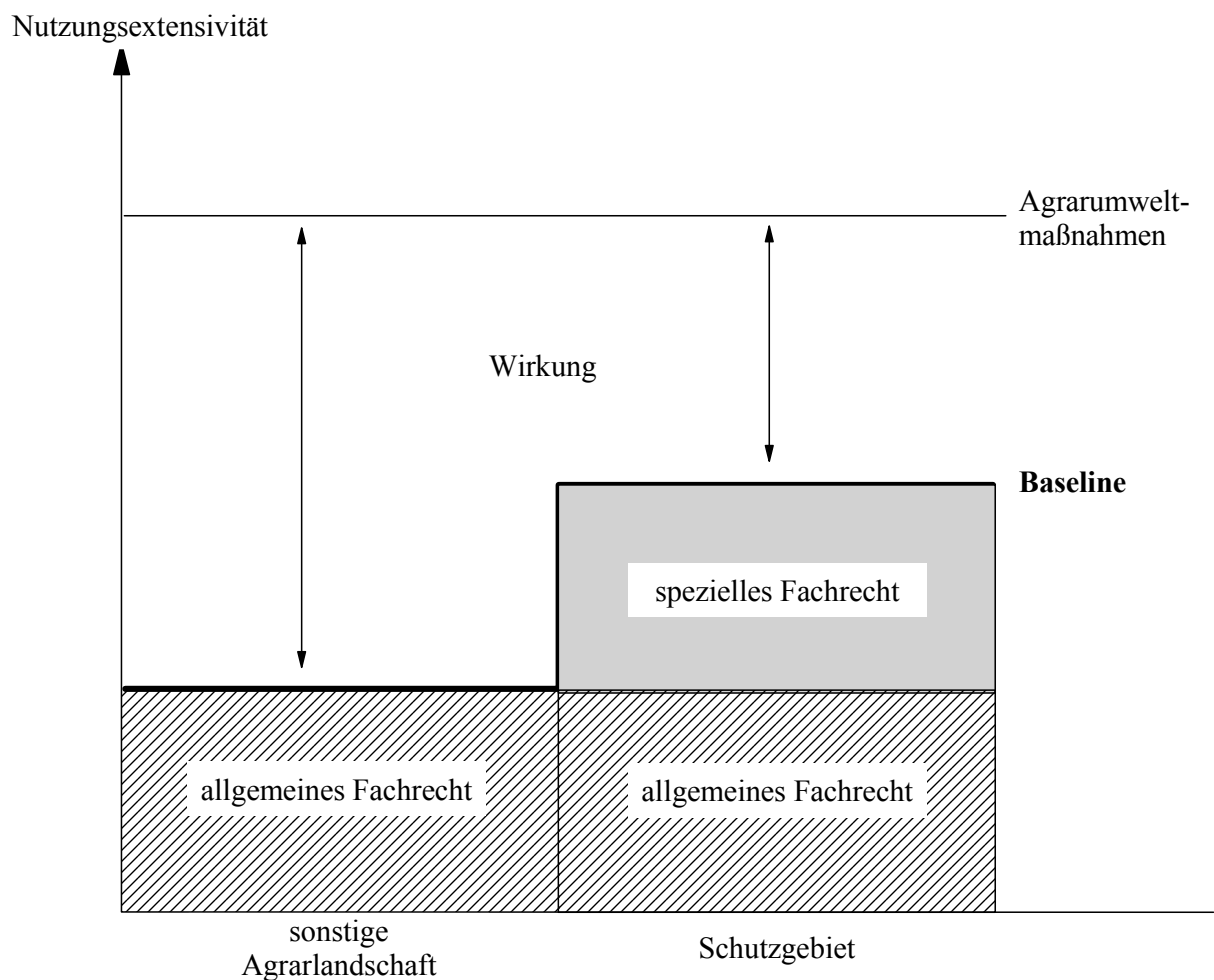 Nutzungsextensivität
Agrarumwelt-
maßnahmen
Wirkung
Baseline
spezielles Fachrecht
allgemeines Fachrecht
allgemeines Fachrecht
sonstige
Agrarlandschaft
Schutzgebiet